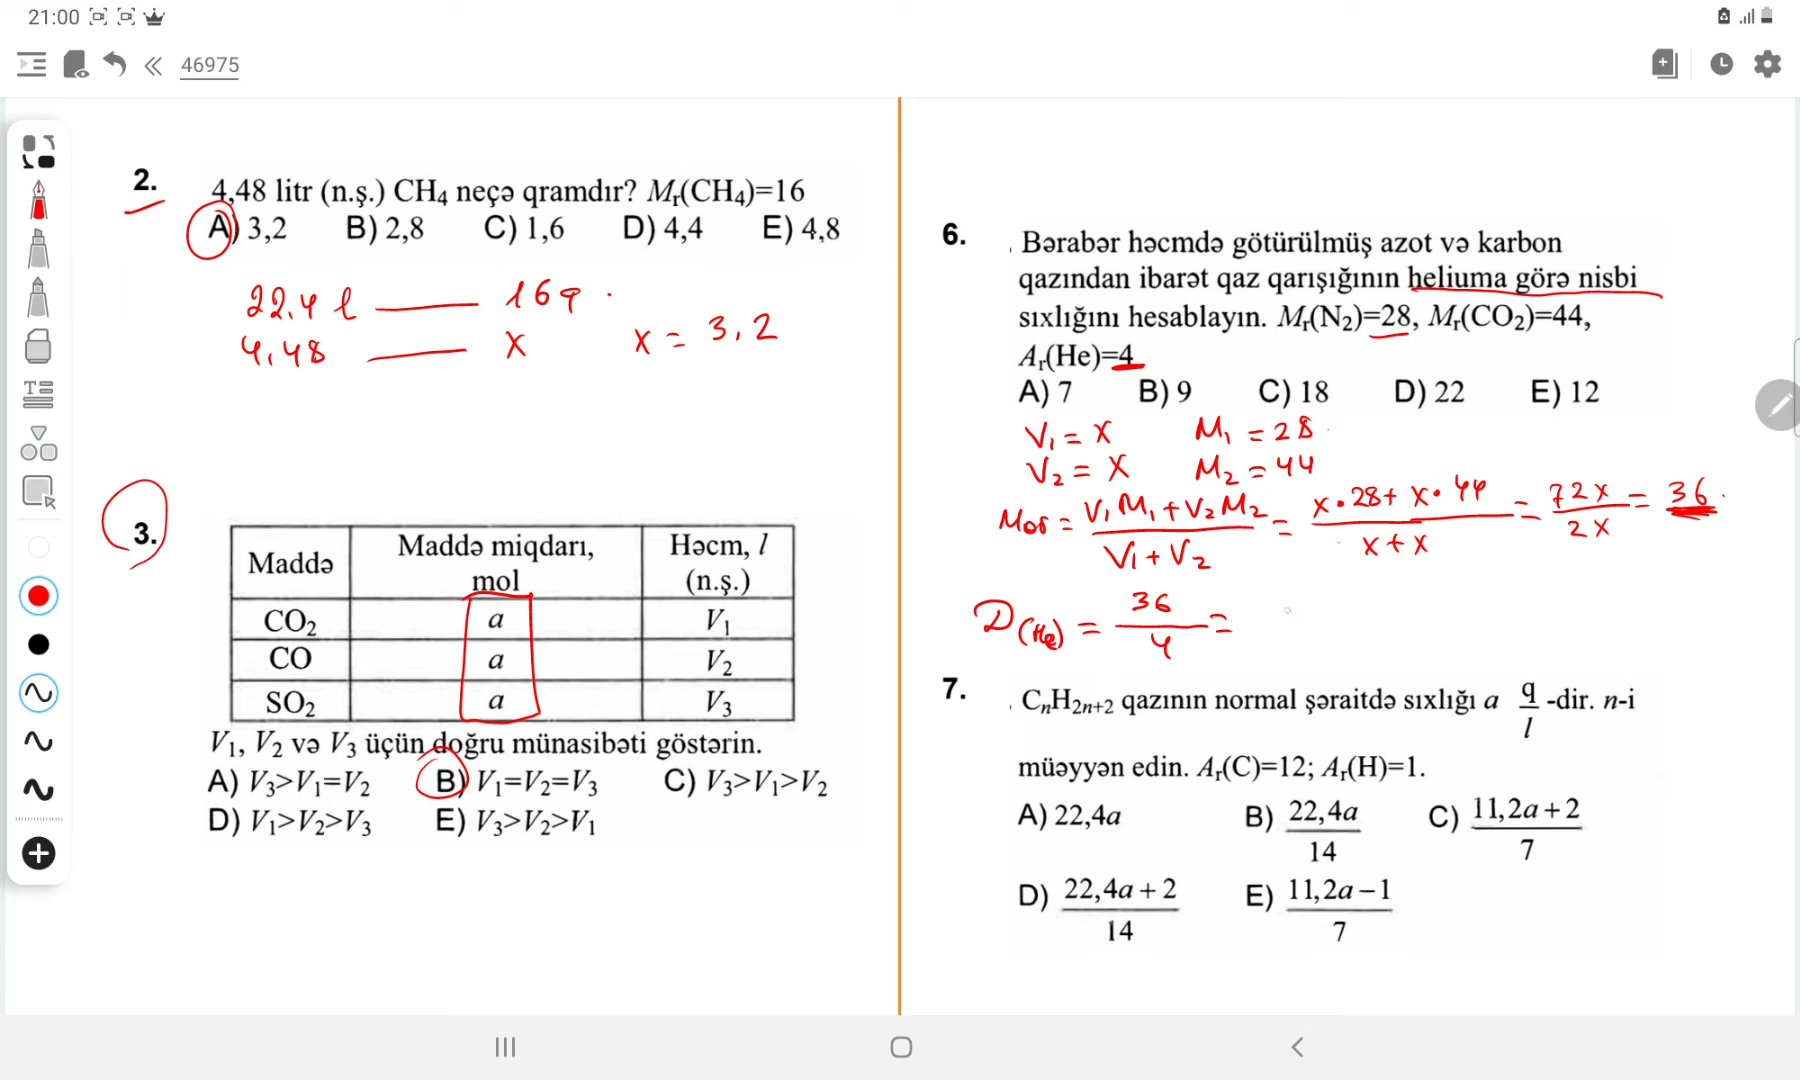 21:00
46975
2.
4,48 litr (n.ş.) CH4 neçə qramdır? Mr(CH4)=16
A) 3,2 B) 2,8 C) 1,6 D) 4,4 E) 4,8
22,4 l —— 16q
4,48 —— x x = 3,2
3.
Maddə Maddə miqdarı, mol Həcm, l (n.ş.)
CO2 a V1
CO a V2
SO2 a V3
V1, V2 və V3 üçün doğru münasibəti göstərin.
A) V3>V1=V2 B) V1=V2=V3 C) V3>V1>V2
D) V1>V2>V3 E) V3>V2>V1
6.
Bərabər həcmdə götürülmüş azot və karbon
qazından ibarət qaz qarışığının heliuma görə nisbi
sıxlığını hesablayın. Mr(N2)=28, Mr(CO2)=44,
Ar(He)=4
A) 7 B) 9 C) 18 D) 22 E) 12
V1 = x M1 = 28
V2 = x M2 = 44
Mor = (V1M1+V2M2)/(V1+V2) = (x•28+x•44)/(x+x) = 72x/2x = 36
D(He) = 36/4 =
7.
CnH2n+2 qazının normal şəraitdə sıxlığı a q/l -dir. n-i
müəyyən edin. Ar(C)=12; Ar(H)=1.
A) 22,4a B) 22,4a/14 C) (11,2a+2)/7
D) (22,4a+2)/14 E) (11,2a−1)/7